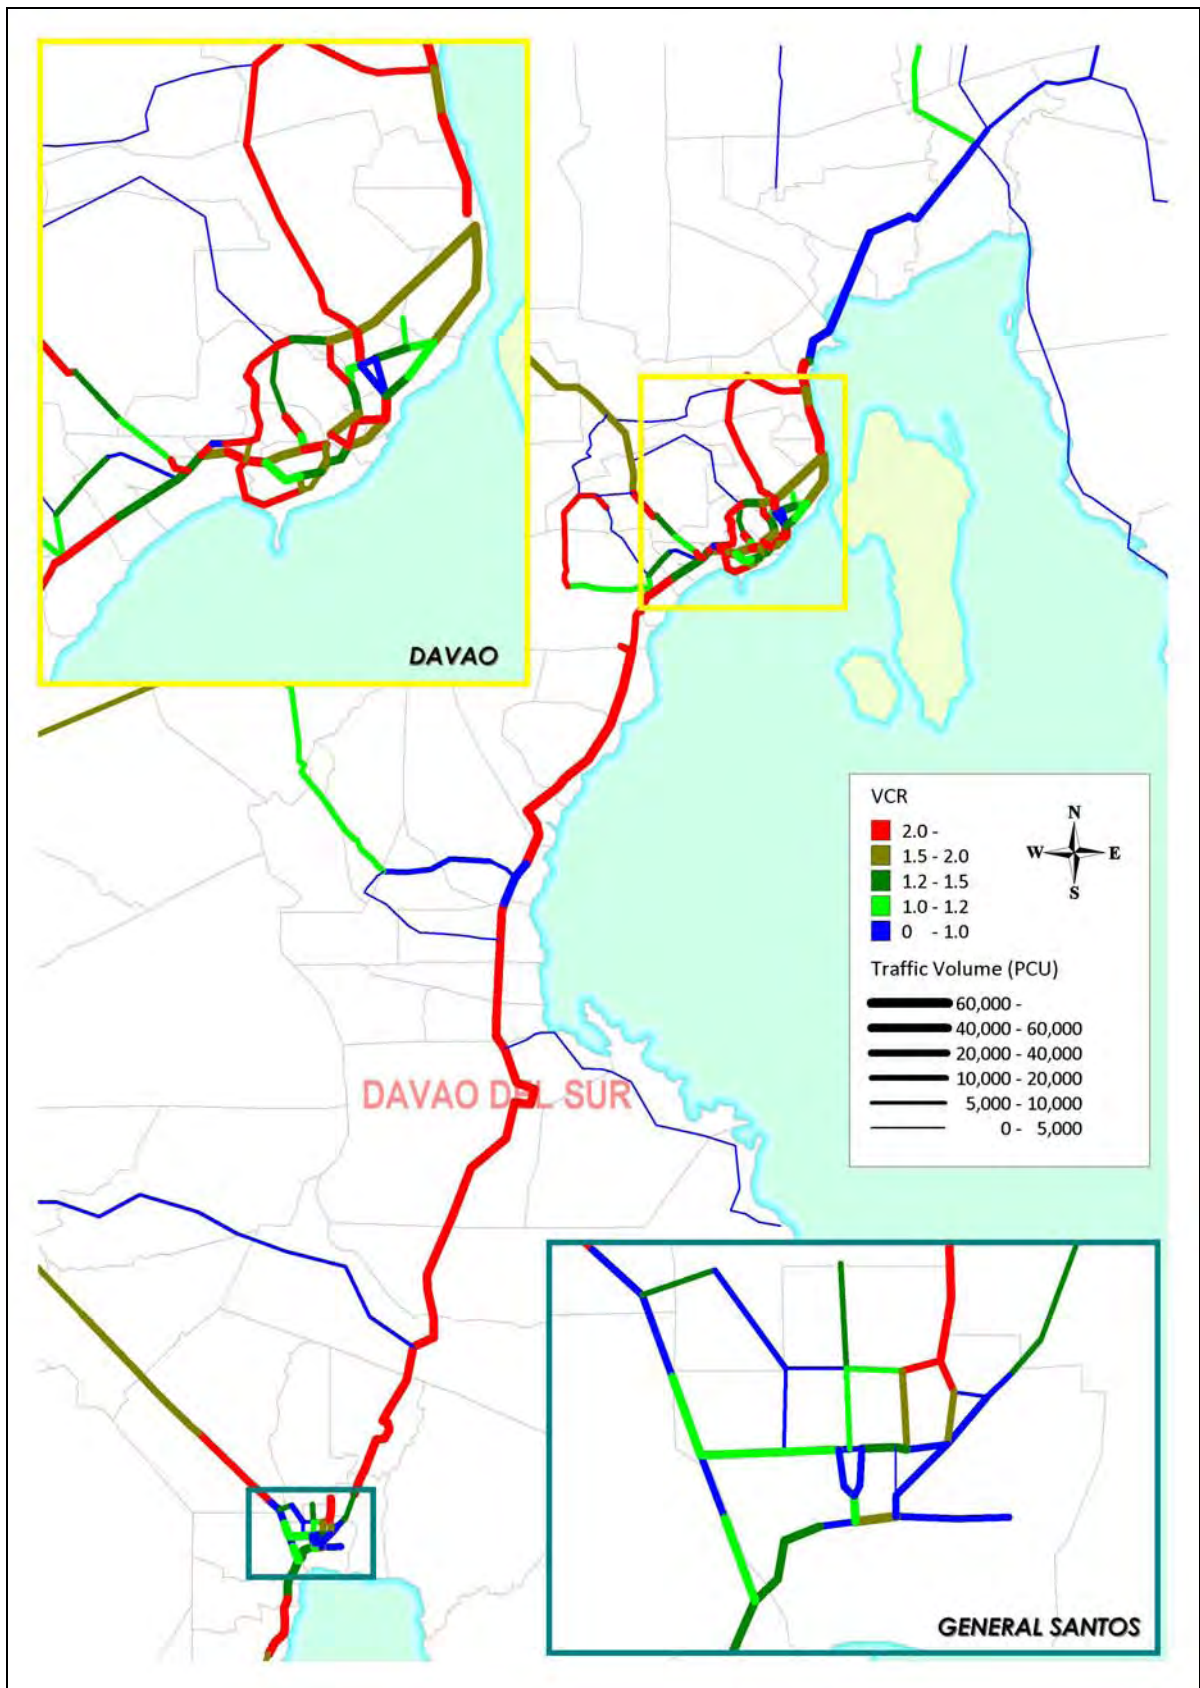 DAVAO
VCR
2.0 -
1.5 - 2.0
1.2 - 1.5
1.0 - 1.2
0 - 1.0
N
W E
S
Traffic Volume (PCU)
60,000 -
40,000 - 60,000
20,000 - 40,000
10,000 - 20,000
5,000 - 10,000
0 - 5,000
DAVAO DEL SUR
GENERAL SANTOS